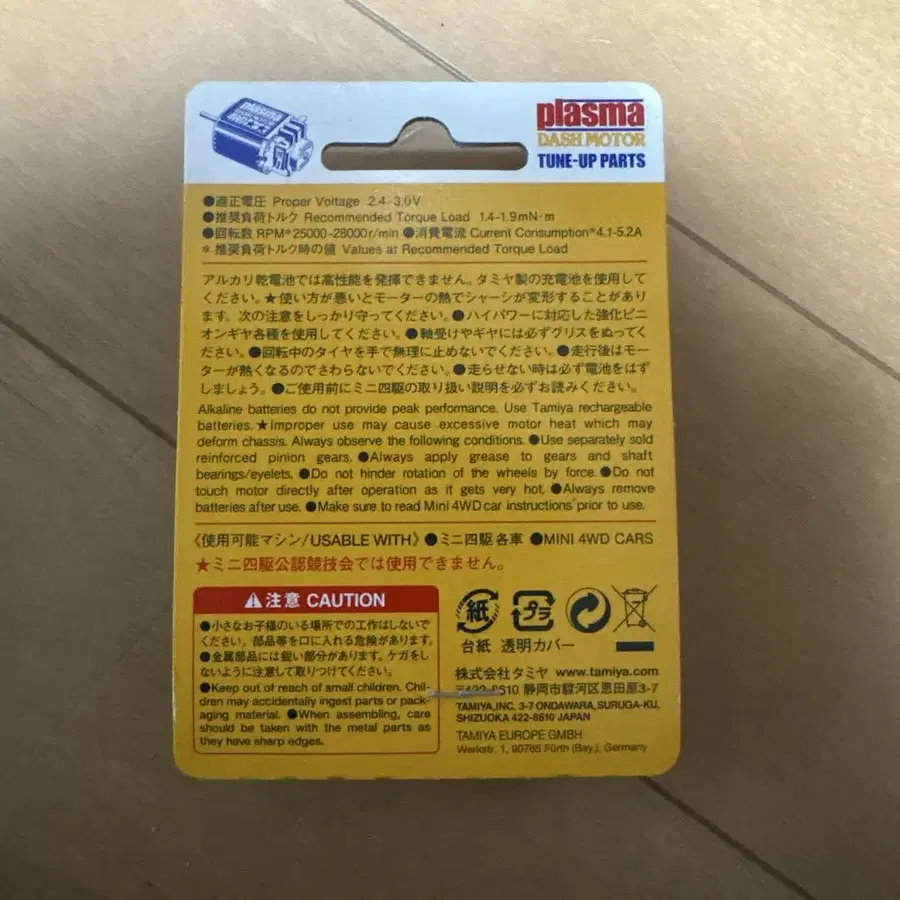 plasma
DASH MOTOR
TUNE-UP PARTS
●適正電圧 Proper Voltage 2.4-3.0V
●推奨負荷トルク Recommended Torque Load 1.4-1.9mN·m
●回転数 RPM*25000-28000r/min ●消費電流 Current Consumption*4.1-5.2A
* 推奨負荷トルク時の値 Values at Recommended Torque Load
アルカリ乾電池では高性能を発揮できません。タミヤ製の充電池を使用して
ください。★使い方が悪いとモーターの熱でシャーシが変形することがあり
ます。次の注意をしっかり守ってください。●ハイパワーに対応した強化ピニ
オンギヤ各種を使用してください。●軸受けやギヤには必ずグリスをぬってく
ださい。●回転中のタイヤを手で無理に止めないでください。●走行後はモー
ターが熱くなるのでさわらないでください。●走らせない時は必ず電池をはず
しましょう。●ご使用前にミニ四駆の取り扱い説明を必ずお読みください。
Alkaline batteries do not provide peak performance. Use Tamiya rechargeable
batteries. ★Improper use may cause excessive motor heat which may
deform chassis. Always observe the following conditions. ●Use separately sold
reinforced pinion gears. ●Always apply grease to gears and shaft
bearings/eyelets. ●Do not hinder rotation of the wheels by force. ●Do not
touch motor directly after operation as it gets very hot. ●Always remove
batteries after use. ●Make sure to read Mini 4WD car instructions prior to use.
《使用可能マシン/USABLE WITH》 ●ミニ四駆各車 ●MINI 4WD CARS
★ミニ四駆公認競技会では使用できません。
注意 CAUTION
●小さなお子様のいる場所での工作はしないで
ください。部品等を口に入れる危険があります。
●金属部品には鋭い部分があります。ケガをし
ないように注意して取りつけてください。
●Keep out of reach of small children. Chil-
dren may accidentally ingest parts or pack-
aging material. ●When assembling, care
should be taken with the metal parts as
they have sharp edges.
紙 プラ
台紙 透明カバー
株式会社タミヤ www.tamiya.com
〒422-8610 静岡市駿河区恩田原3-7
TAMIYA,INC. 3-7 ONDAWARA, SURUGA-KU,
SHIZUOKA 422-8610 JAPAN
TAMIYA EUROPE GMBH
Werkstr. 1, 90765 Fürth (Bay.), Germany